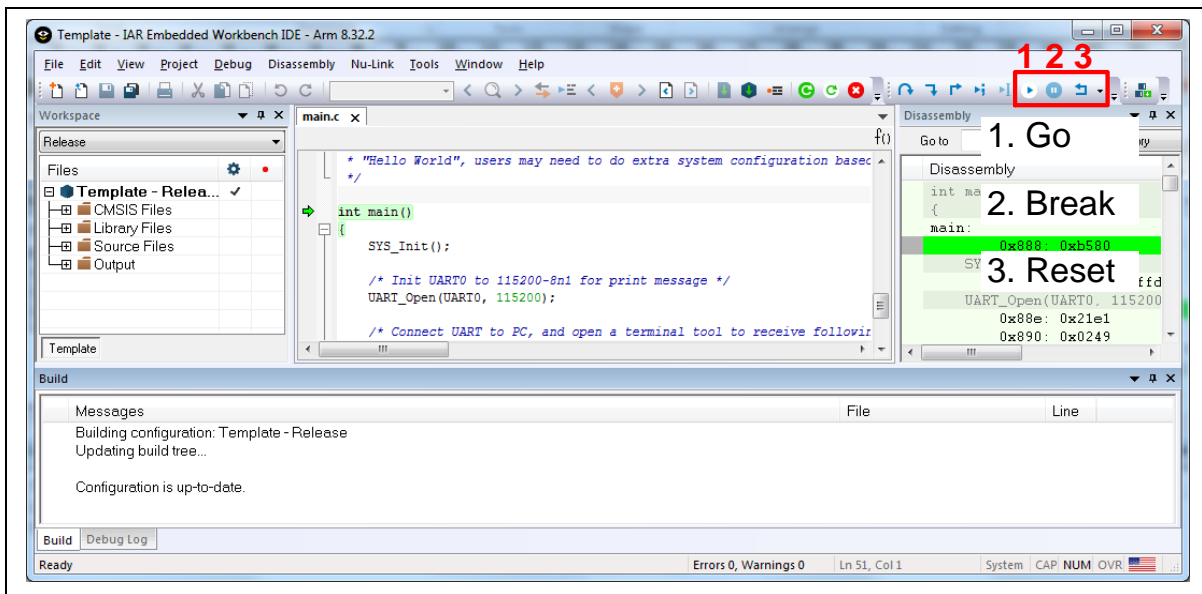 Template - IAR Embedded Workbench IDE - Arm 8.32.2
File Edit View Project Debug Disassembly Nu-Link Tools Window Help
1 2 3
Workspace
Release
Files
Template - Relea...
CMSIS Files
Library Files
Source Files
Output
Template
main.c x
f()
* "Hello World", users may need to do extra system configuration based
*/
int main()
{
SYS_Init();
/* Init UART0 to 115200-8n1 for print message */
UART_Open(UART0, 115200);
/* Connect UART to PC, and open a terminal tool to receive followin
Disassembly
Go to
1. Go
Disassembly
int ma
{
2. Break
main:
0x888: 0xb580
SY
3. Reset
ffd
UART_Open(UART0, 115200
0x88e: 0x21e1
0x890: 0x0249
Build
Messages File Line
Building configuration: Template - Release
Updating build tree...
Configuration is up-to-date.
Build Debug Log
Ready Errors 0, Warnings 0 Ln 51, Col 1 System CAP NUM OVR